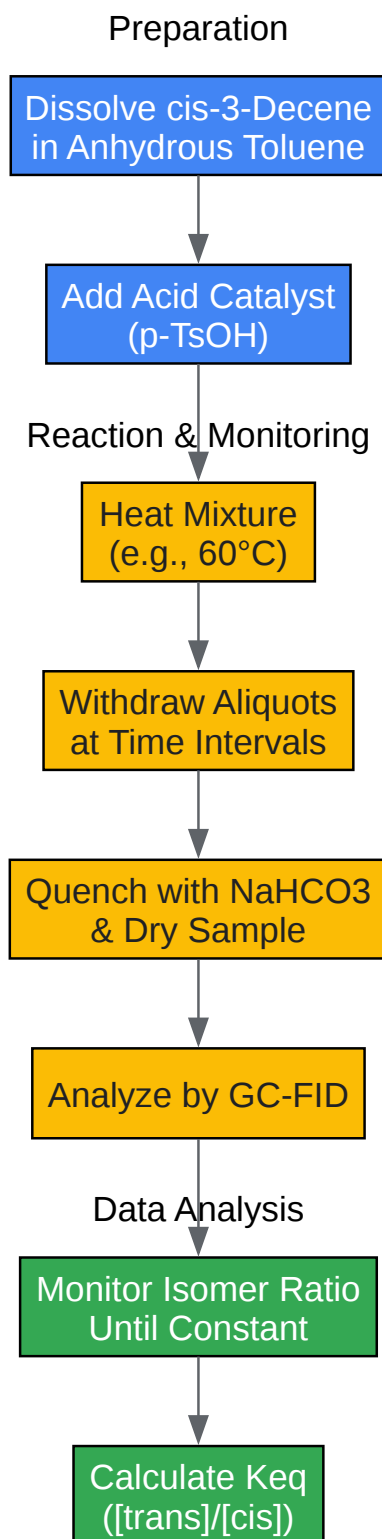 Preparation
Dissolve cis-3-Decene
in Anhydrous Toluene
Add Acid Catalyst
(p-TsOH)
Reaction & Monitoring
Heat Mixture
(e.g., 60°C)
Withdraw Aliquots
at Time Intervals
Quench with NaHCO3
& Dry Sample
Analyze by GC-FID
Data Analysis
Monitor Isomer Ratio
Until Constant
Calculate Keq
([trans]/[cis])